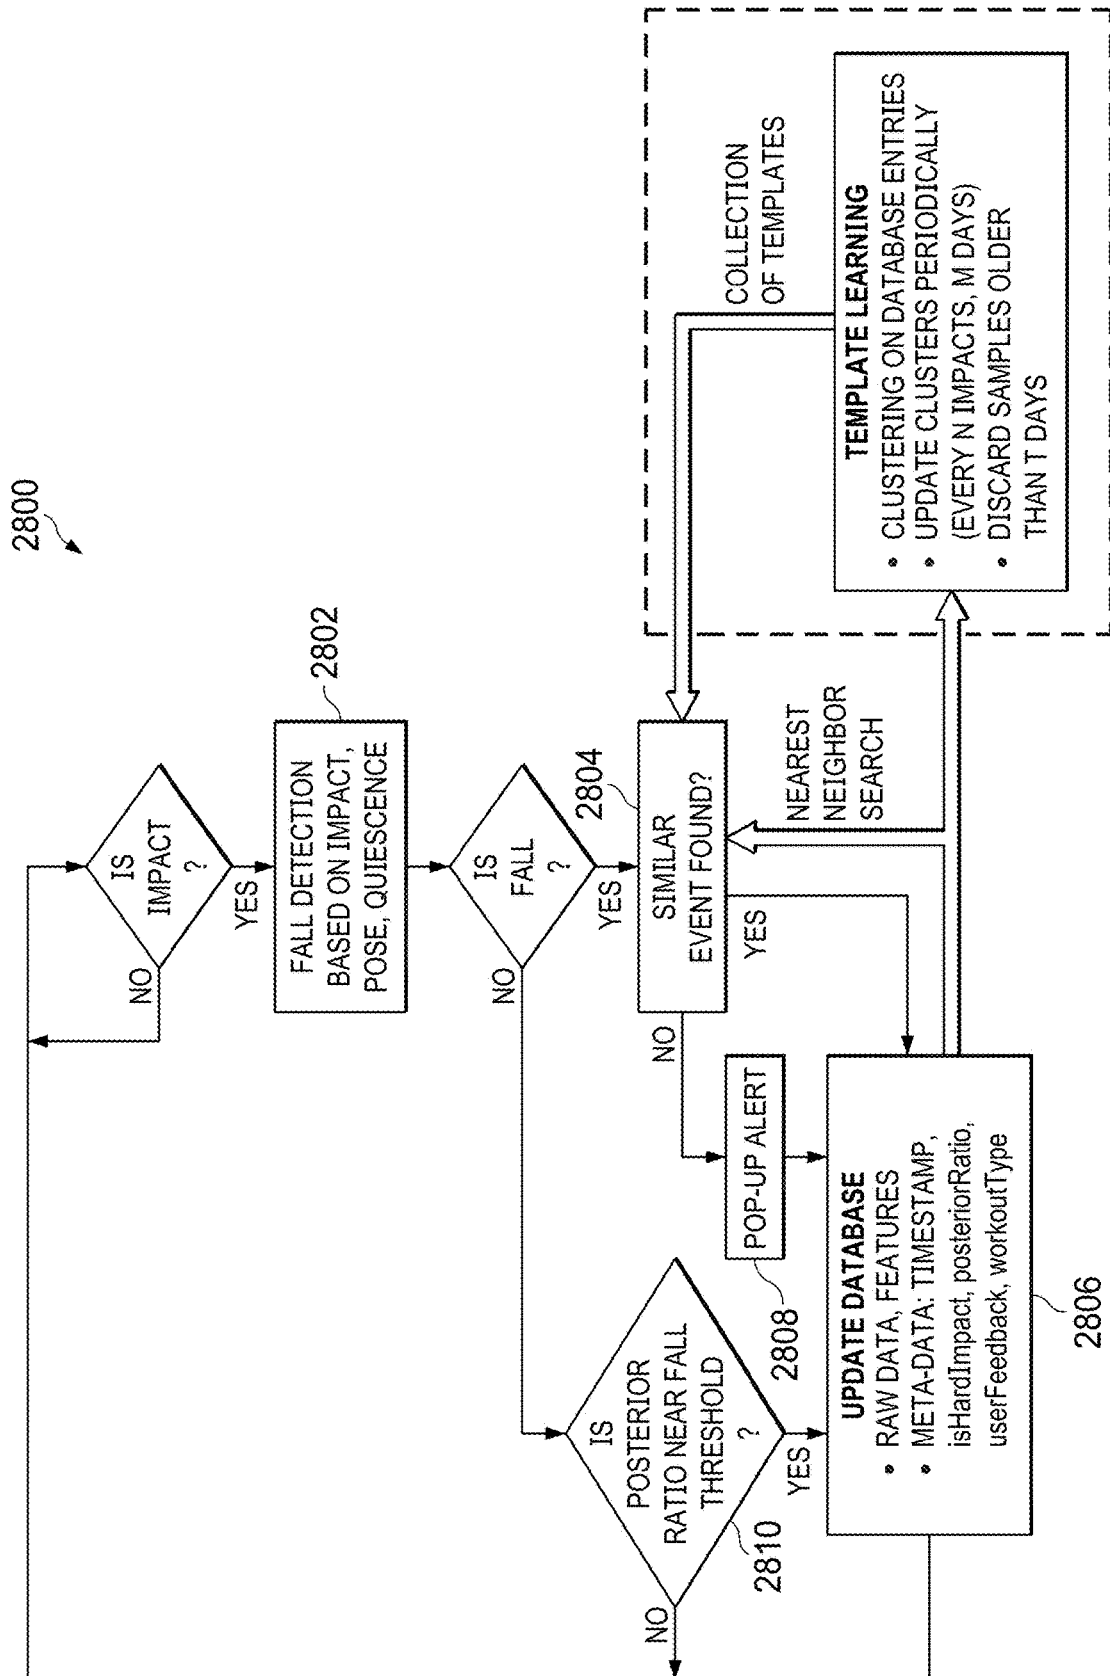 2800
IS
IMPACT
?
NO
YES
FALL DETECTION
BASED ON IMPACT,
POSE, QUIESCENCE
2802
IS
FALL
?
NO
YES
SIMILAR
EVENT FOUND?
2804
NO
YES
COLLECTION
OF TEMPLATES
NEAREST
NEIGHBOR
SEARCH
TEMPLATE LEARNING
• CLUSTERING ON DATABASE ENTRIES
• UPDATE CLUSTERS PERIODICALLY
(EVERY N IMPACTS, M DAYS)
• DISCARD SAMPLES OLDER
THAN T DAYS
IS
POSTERIOR
RATIO NEAR FALL
THRESHOLD
?
NO
YES
2810
POP-UP ALERT
2808
UPDATE DATABASE
• RAW DATA, FEATURES
• META-DATA: TIMESTAMP,
isHardImpact, posteriorRatio,
userFeedback, workoutType
2806